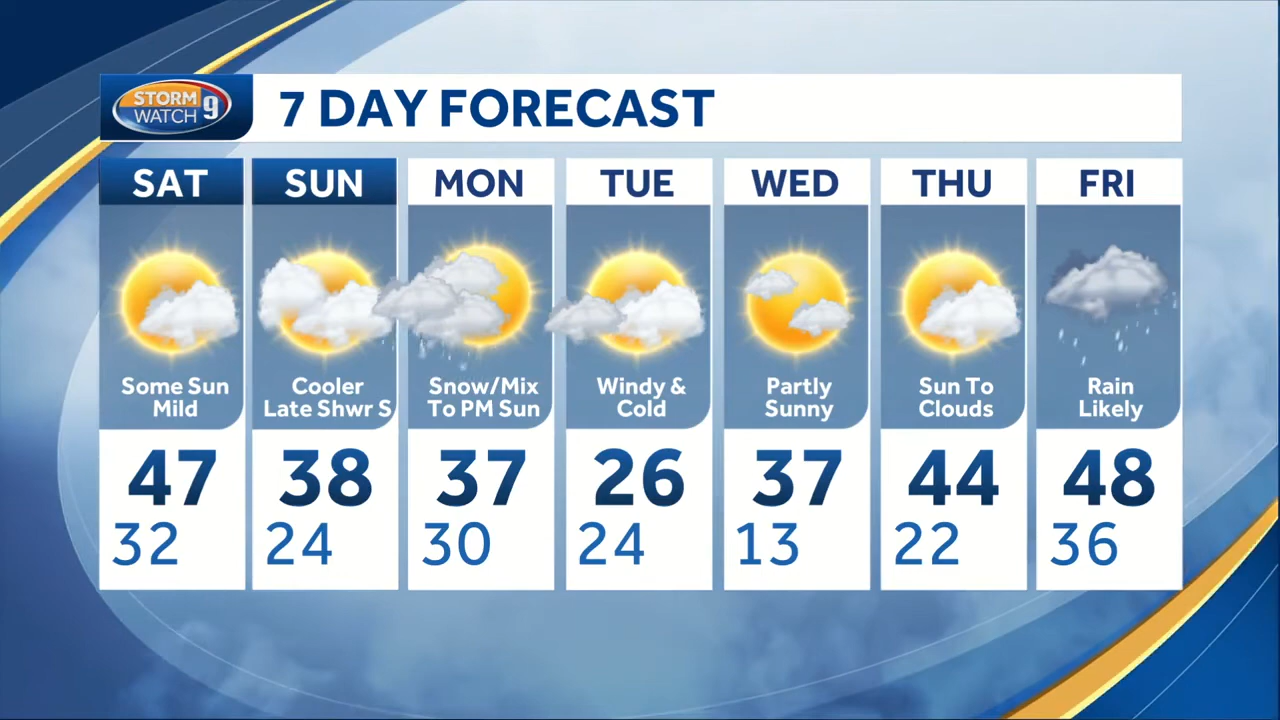 STORM
WATCH 9
7 DAY FORECAST
SAT
SUN
MON
TUE
WED
THU
FRI
Some Sun
Mild
Cooler
Late Shwr S
Snow/Mix
To PM Sun
Windy &
Cold
Partly
Sunny
Sun To
Clouds
Rain
Likely
47
38
37
26
37
44
48
32
24
30
24
13
22
36